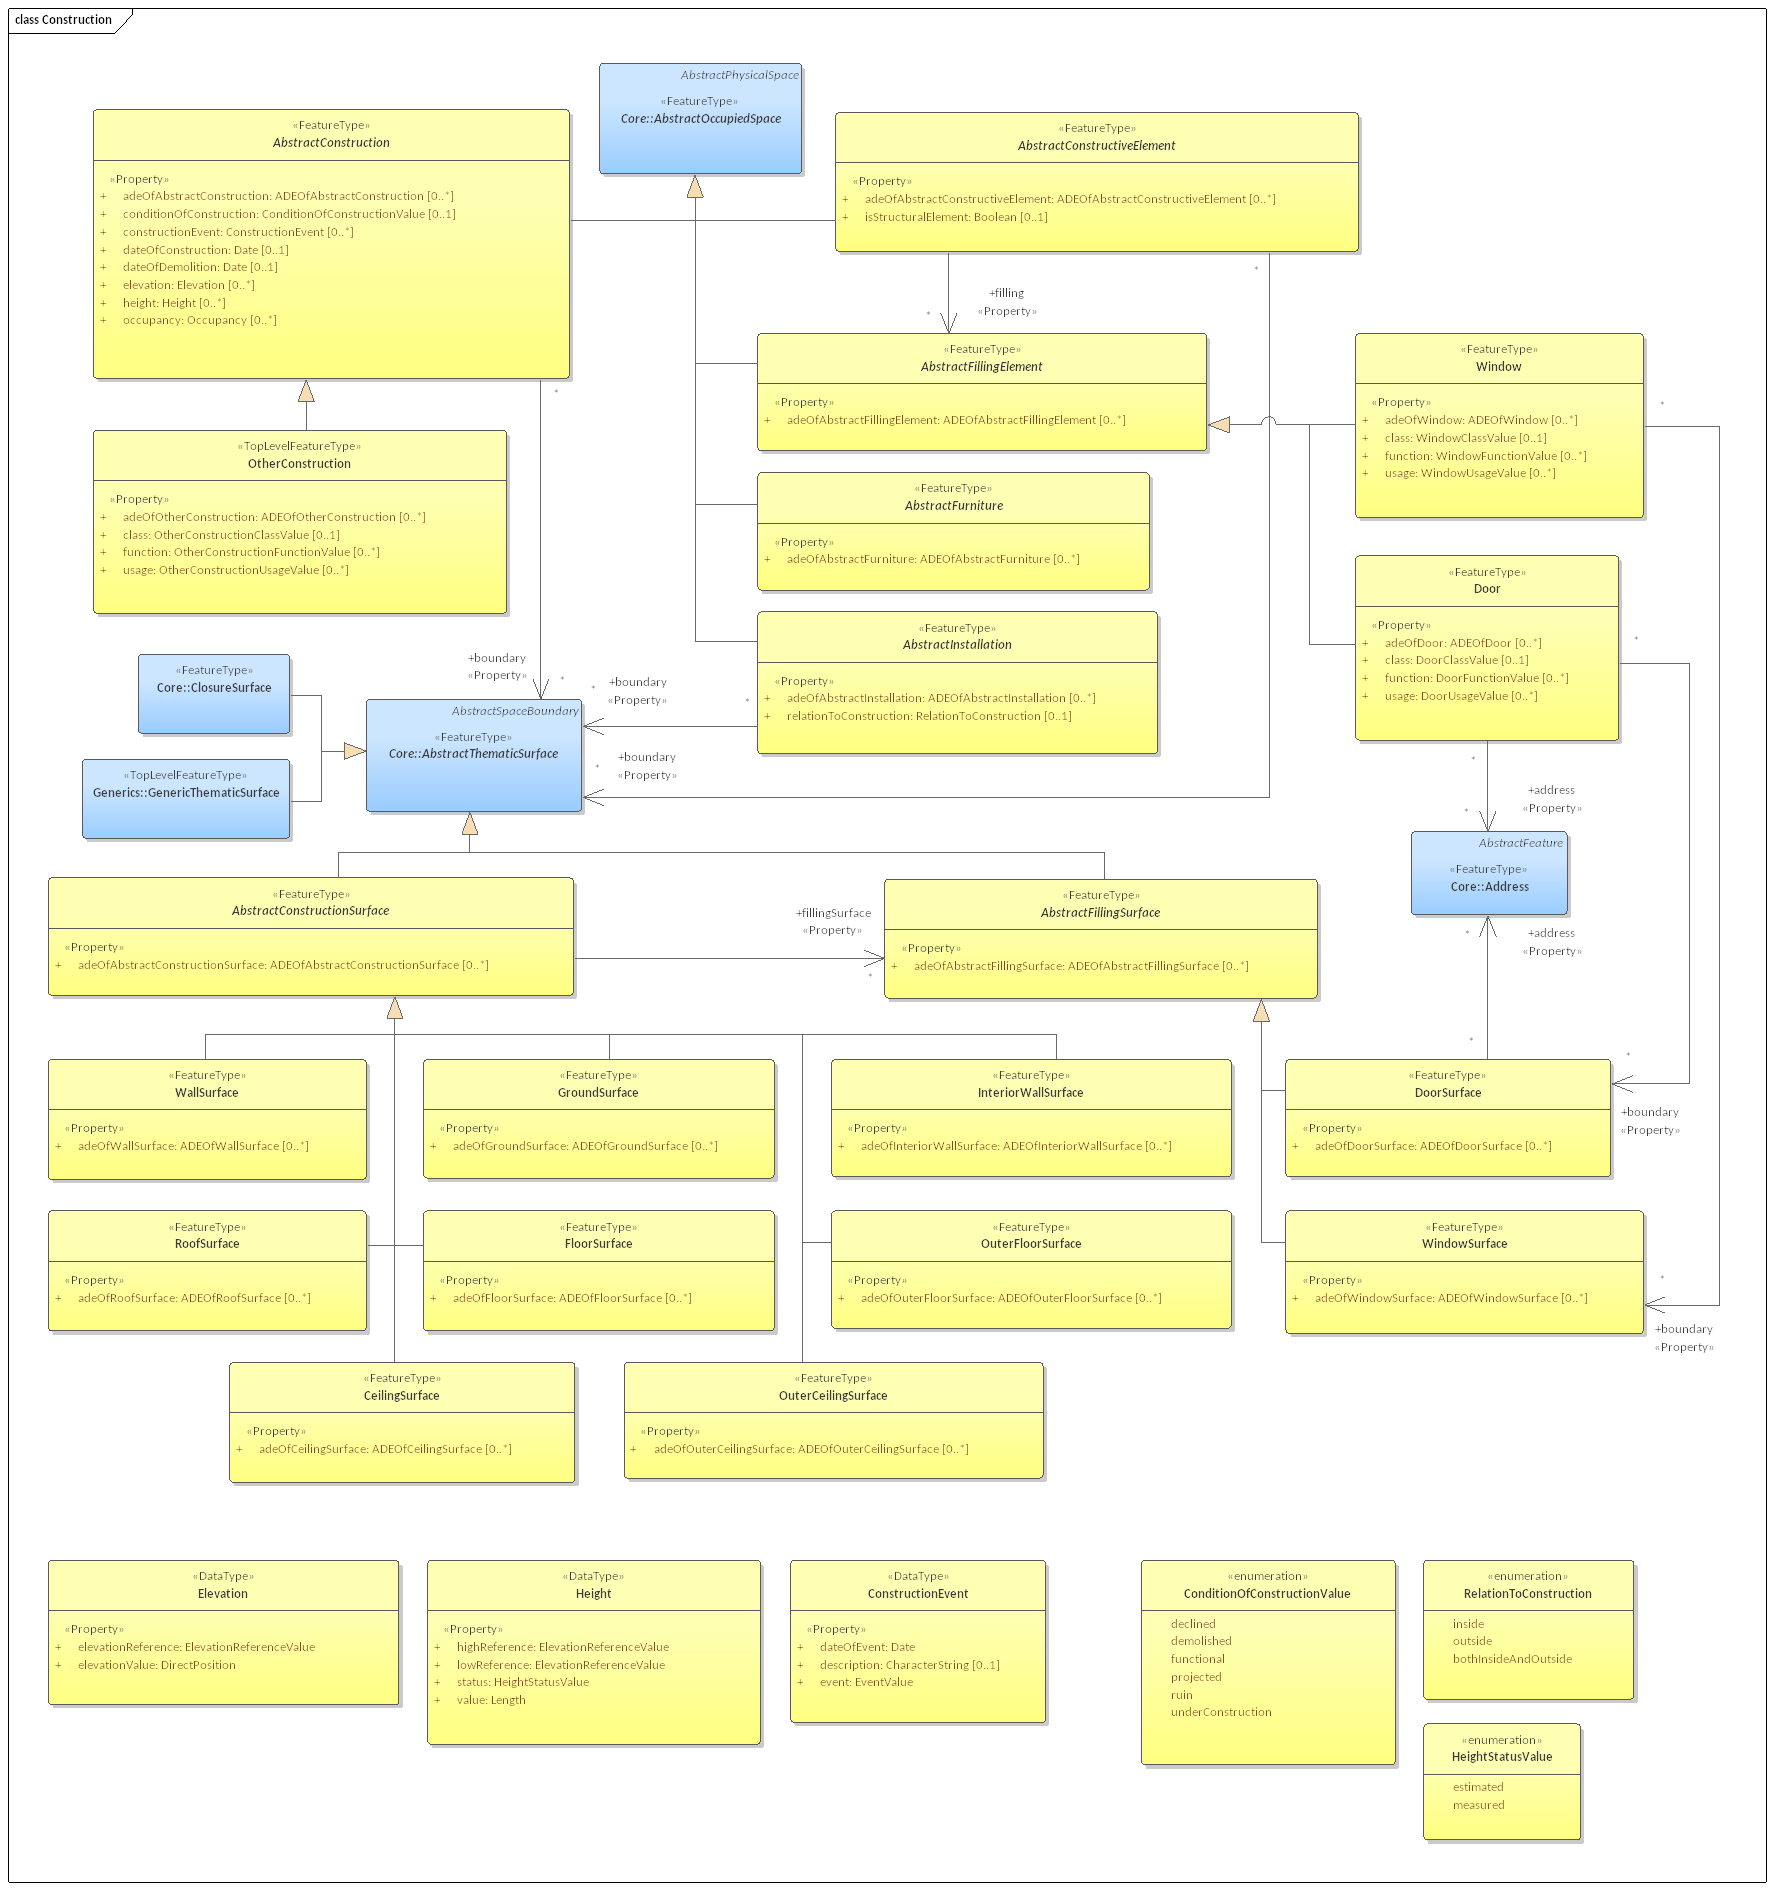 class Construction
AbstractPhysicalSpace
«FeatureType»
Core::AbstractOccupiedSpace
«FeatureType»
AbstractConstruction
«Property»
+ adeOfAbstractConstruction: ADEOfAbstractConstruction [0..*]
+ conditionOfConstruction: ConditionOfConstructionValue [0..1]
+ constructionEvent: ConstructionEvent [0..*]
+ dateOfConstruction: Date [0..1]
+ dateOfDemolition: Date [0..1]
+ elevation: Elevation [0..*]
+ height: Height [0..*]
+ occupancy: Occupancy [0..*]
«FeatureType»
AbstractConstructiveElement
«Property»
+ adeOfAbstractConstructiveElement: ADEOfAbstractConstructiveElement [0..*]
+ isStructuralElement: Boolean [0..1]
*
+filling
«Property»
*
«FeatureType»
AbstractFillingElement
«Property»
+ adeOfAbstractFillingElement: ADEOfAbstractFillingElement [0..*]
«FeatureType»
Window
«Property»
+ adeOfWindow: ADEOfWindow [0..*]
+ class: WindowClassValue [0..1]
+ function: WindowFunctionValue [0..*]
+ usage: WindowUsageValue [0..*]
*
*
«TopLevelFeatureType»
OtherConstruction
«Property»
+ adeOfOtherConstruction: ADEOfOtherConstruction [0..*]
+ class: OtherConstructionClassValue [0..1]
+ function: OtherConstructionFunctionValue [0..*]
+ usage: OtherConstructionUsageValue [0..*]
«FeatureType»
AbstractFurniture
«Property»
+ adeOfAbstractFurniture: ADEOfAbstractFurniture [0..*]
«FeatureType»
Door
«Property»
+ adeOfDoor: ADEOfDoor [0..*]
+ class: DoorClassValue [0..1]
+ function: DoorFunctionValue [0..*]
+ usage: DoorUsageValue [0..*]
*
*
«FeatureType»
AbstractInstallation
«Property»
+ adeOfAbstractInstallation: ADEOfAbstractInstallation [0..*]
+ relationToConstruction: RelationToConstruction [0..1]
*
«FeatureType»
Core::ClosureSurface
+boundary
«Property»
*
*
+boundary
«Property»
AbstractSpaceBoundary
«FeatureType»
Core::AbstractThematicSurface
*
+boundary
«Property»
«TopLevelFeatureType»
Generics::GenericThematicSurface
+address
«Property»
*
AbstractFeature
«FeatureType»
Core::Address
*
+address
«Property»
*
«FeatureType»
AbstractConstructionSurface
«Property»
+ adeOfAbstractConstructionSurface: ADEOfAbstractConstructionSurface [0..*]
+fillingSurface
«Property»
*
«FeatureType»
AbstractFillingSurface
«Property»
+ adeOfAbstractFillingSurface: ADEOfAbstractFillingSurface [0..*]
«FeatureType»
WallSurface
«Property»
+ adeOfWallSurface: ADEOfWallSurface [0..*]
«FeatureType»
GroundSurface
«Property»
+ adeOfGroundSurface: ADEOfGroundSurface [0..*]
«FeatureType»
InteriorWallSurface
«Property»
+ adeOfInteriorWallSurface: ADEOfInteriorWallSurface [0..*]
«FeatureType»
DoorSurface
«Property»
+ adeOfDoorSurface: ADEOfDoorSurface [0..*]
*
+boundary
«Property»
«FeatureType»
RoofSurface
«Property»
+ adeOfRoofSurface: ADEOfRoofSurface [0..*]
«FeatureType»
FloorSurface
«Property»
+ adeOfFloorSurface: ADEOfFloorSurface [0..*]
«FeatureType»
OuterFloorSurface
«Property»
+ adeOfOuterFloorSurface: ADEOfOuterFloorSurface [0..*]
«FeatureType»
WindowSurface
«Property»
+ adeOfWindowSurface: ADEOfWindowSurface [0..*]
*
+boundary
«Property»
«FeatureType»
CeilingSurface
«Property»
+ adeOfCeilingSurface: ADEOfCeilingSurface [0..*]
«FeatureType»
OuterCeilingSurface
«Property»
+ adeOfOuterCeilingSurface: ADEOfOuterCeilingSurface [0..*]
«DataType»
Elevation
«Property»
+ elevationReference: ElevationReferenceValue
+ elevationValue: DirectPosition
«DataType»
Height
«Property»
+ highReference: ElevationReferenceValue
+ lowReference: ElevationReferenceValue
+ status: HeightStatusValue
+ value: Length
«DataType»
ConstructionEvent
«Property»
+ dateOfEvent: Date
+ description: CharacterString [0..1]
+ event: EventValue
«enumeration»
ConditionOfConstructionValue
declined
demolished
functional
projected
ruin
underConstruction
«enumeration»
RelationToConstruction
inside
outside
bothInsideAndOutside
«enumeration»
HeightStatusValue
estimated
measured